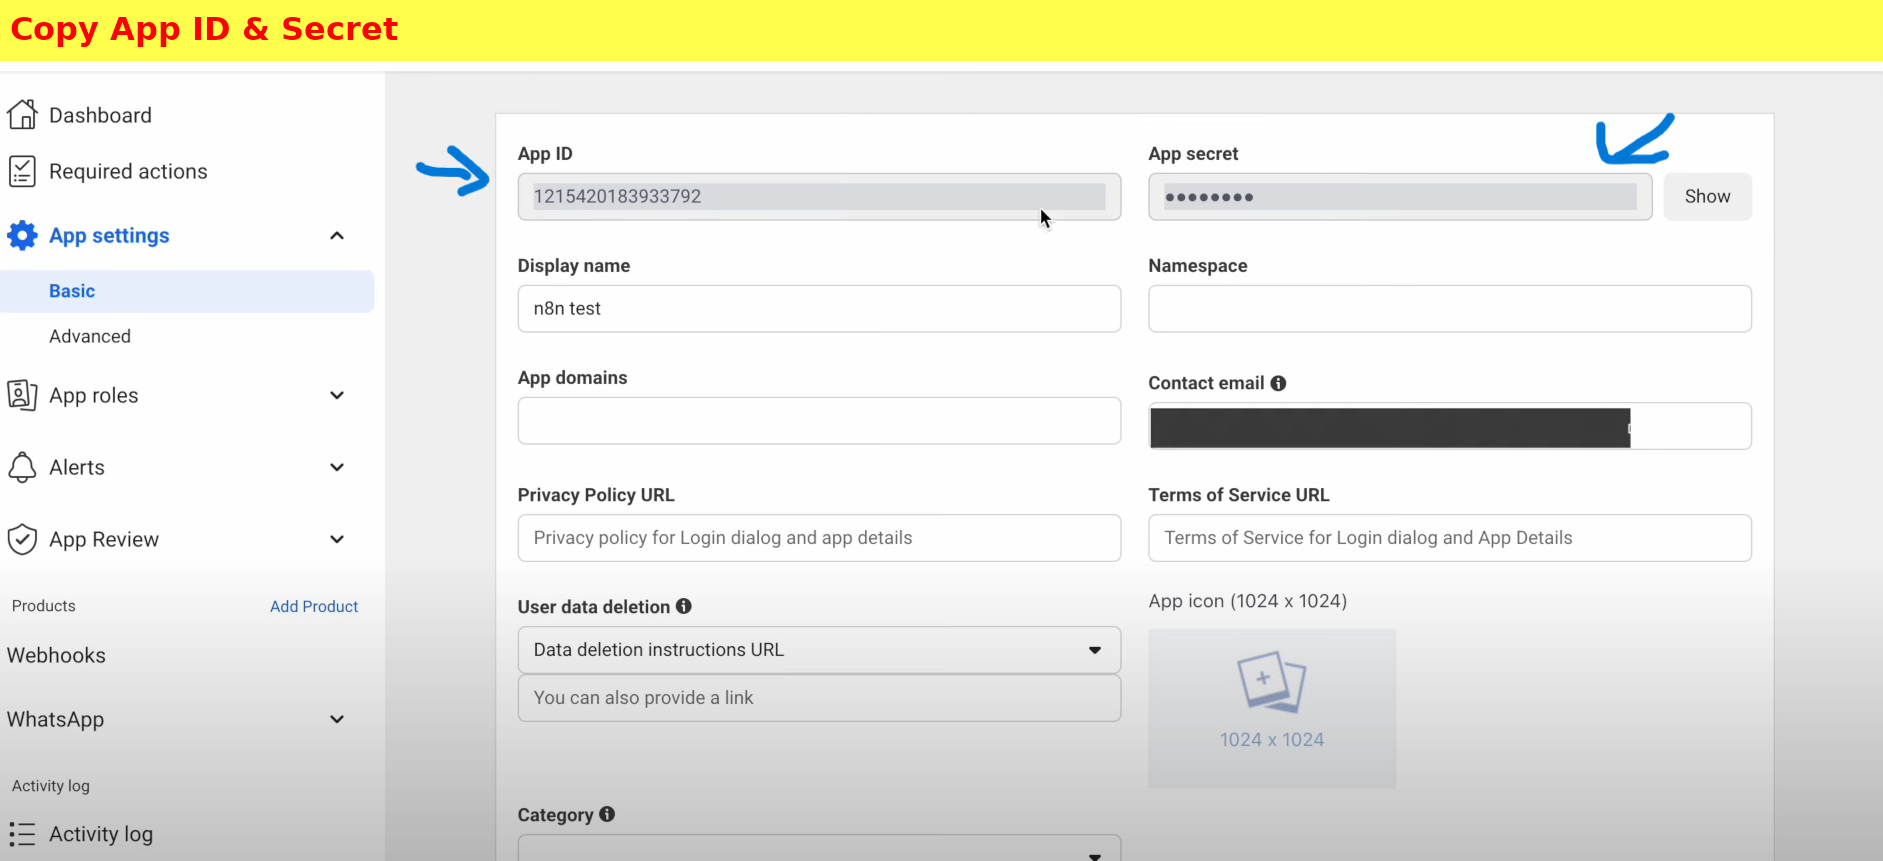 Copy App ID & Secret
Dashboard
Required actions
App settings
Basic
Advanced
App roles
Alerts
App Review
Products
Add Product
Webhooks
WhatsApp
Activity log
Activity log
App ID
1215420183933792
App secret
••••••••
Show
Display name
n8n test
Namespace
App domains
Contact email
Privacy Policy URL
Privacy policy for Login dialog and app details
Terms of Service URL
Terms of Service for Login dialog and App Details
User data deletion
Data deletion instructions URL
You can also provide a link
App icon (1024 x 1024)
1024 x 1024
Category